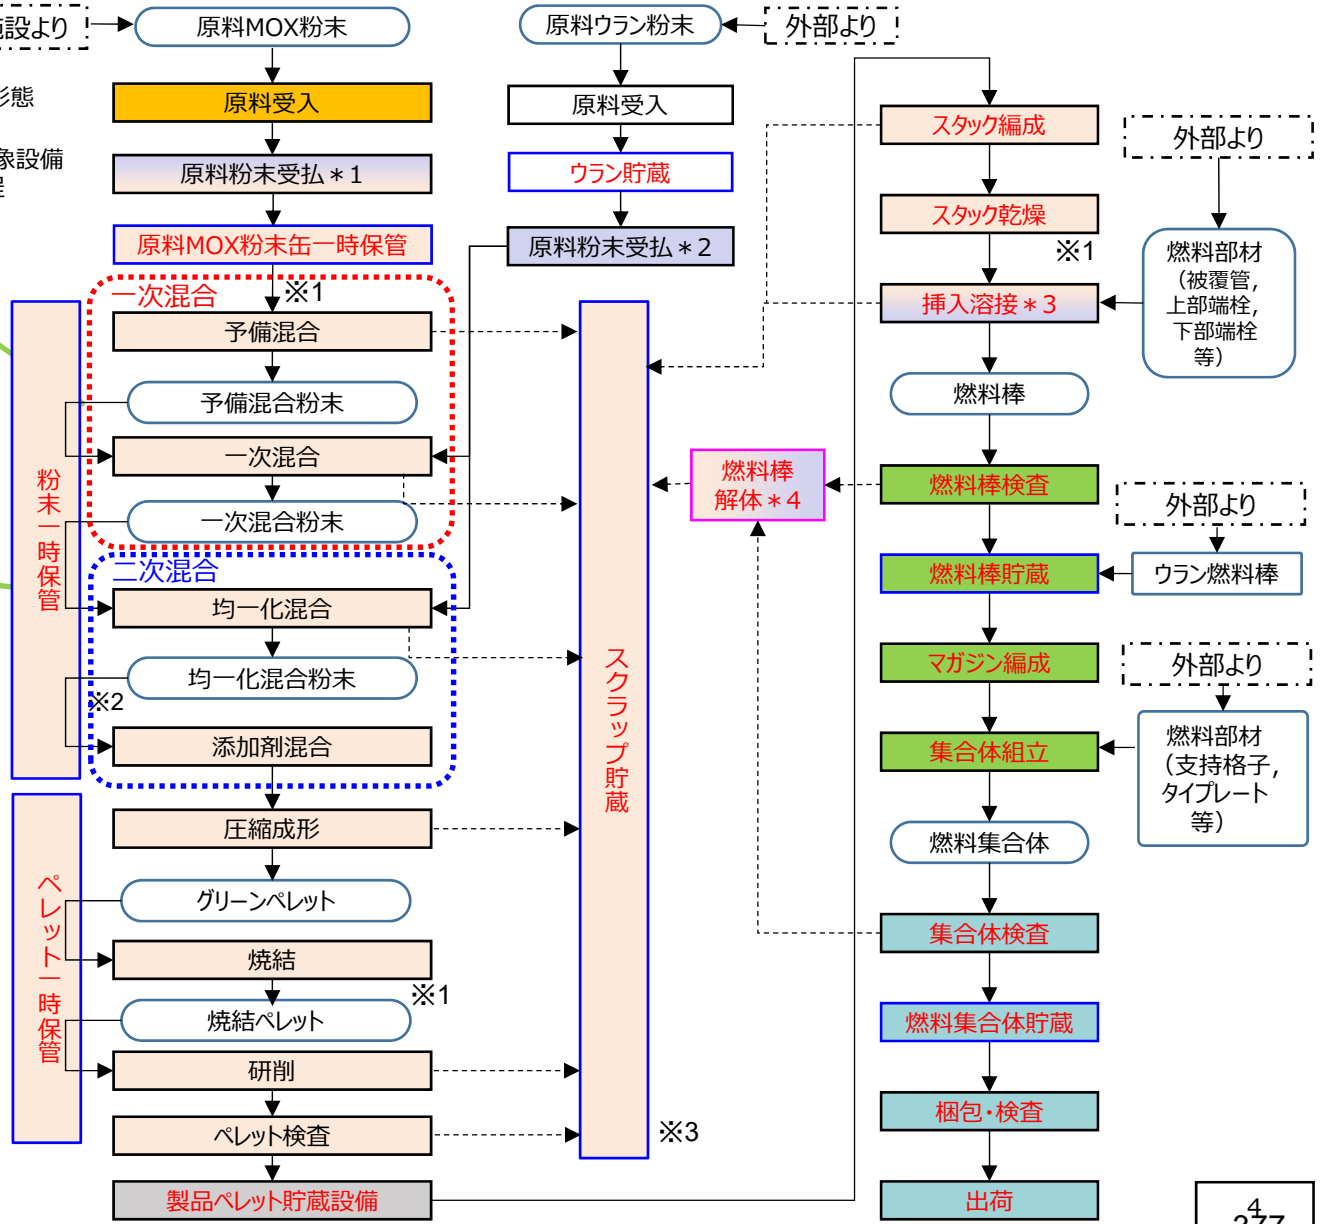 施設より
原料MOX粉末
形態
象設備
原料受入
原料粉末受払＊1
原料MOX粉末缶一時保管
※1
一次混合
予備混合
予備混合粉末
一次混合
一次混合粉末
二次混合
均一化混合
均一化混合粉末
※2
添加剤混合
粉末一時保管
圧縮成形
グリーンペレット
焼結
※1
焼結ペレット
研削
ペレット検査
製品ペレット貯蔵設備
ペレット一時保管
原料ウラン粉末
外部より
原料受入
ウラン貯蔵
原料粉末受払＊2
スクラップ貯蔵
※3
燃料棒
解体＊4
スタック編成
スタック乾燥
※1
挿入溶接＊3
燃料棒
燃料棒検査
燃料棒貯蔵
マガジン編成
集合体組立
燃料集合体
集合体検査
燃料集合体貯蔵
梱包・検査
出荷
外部より
燃料部材
（被覆管，
上部端栓，
下部端栓
等）
外部より
ウラン燃料棒
外部より
燃料部材
（支持格子，
タイプレート
等）
4